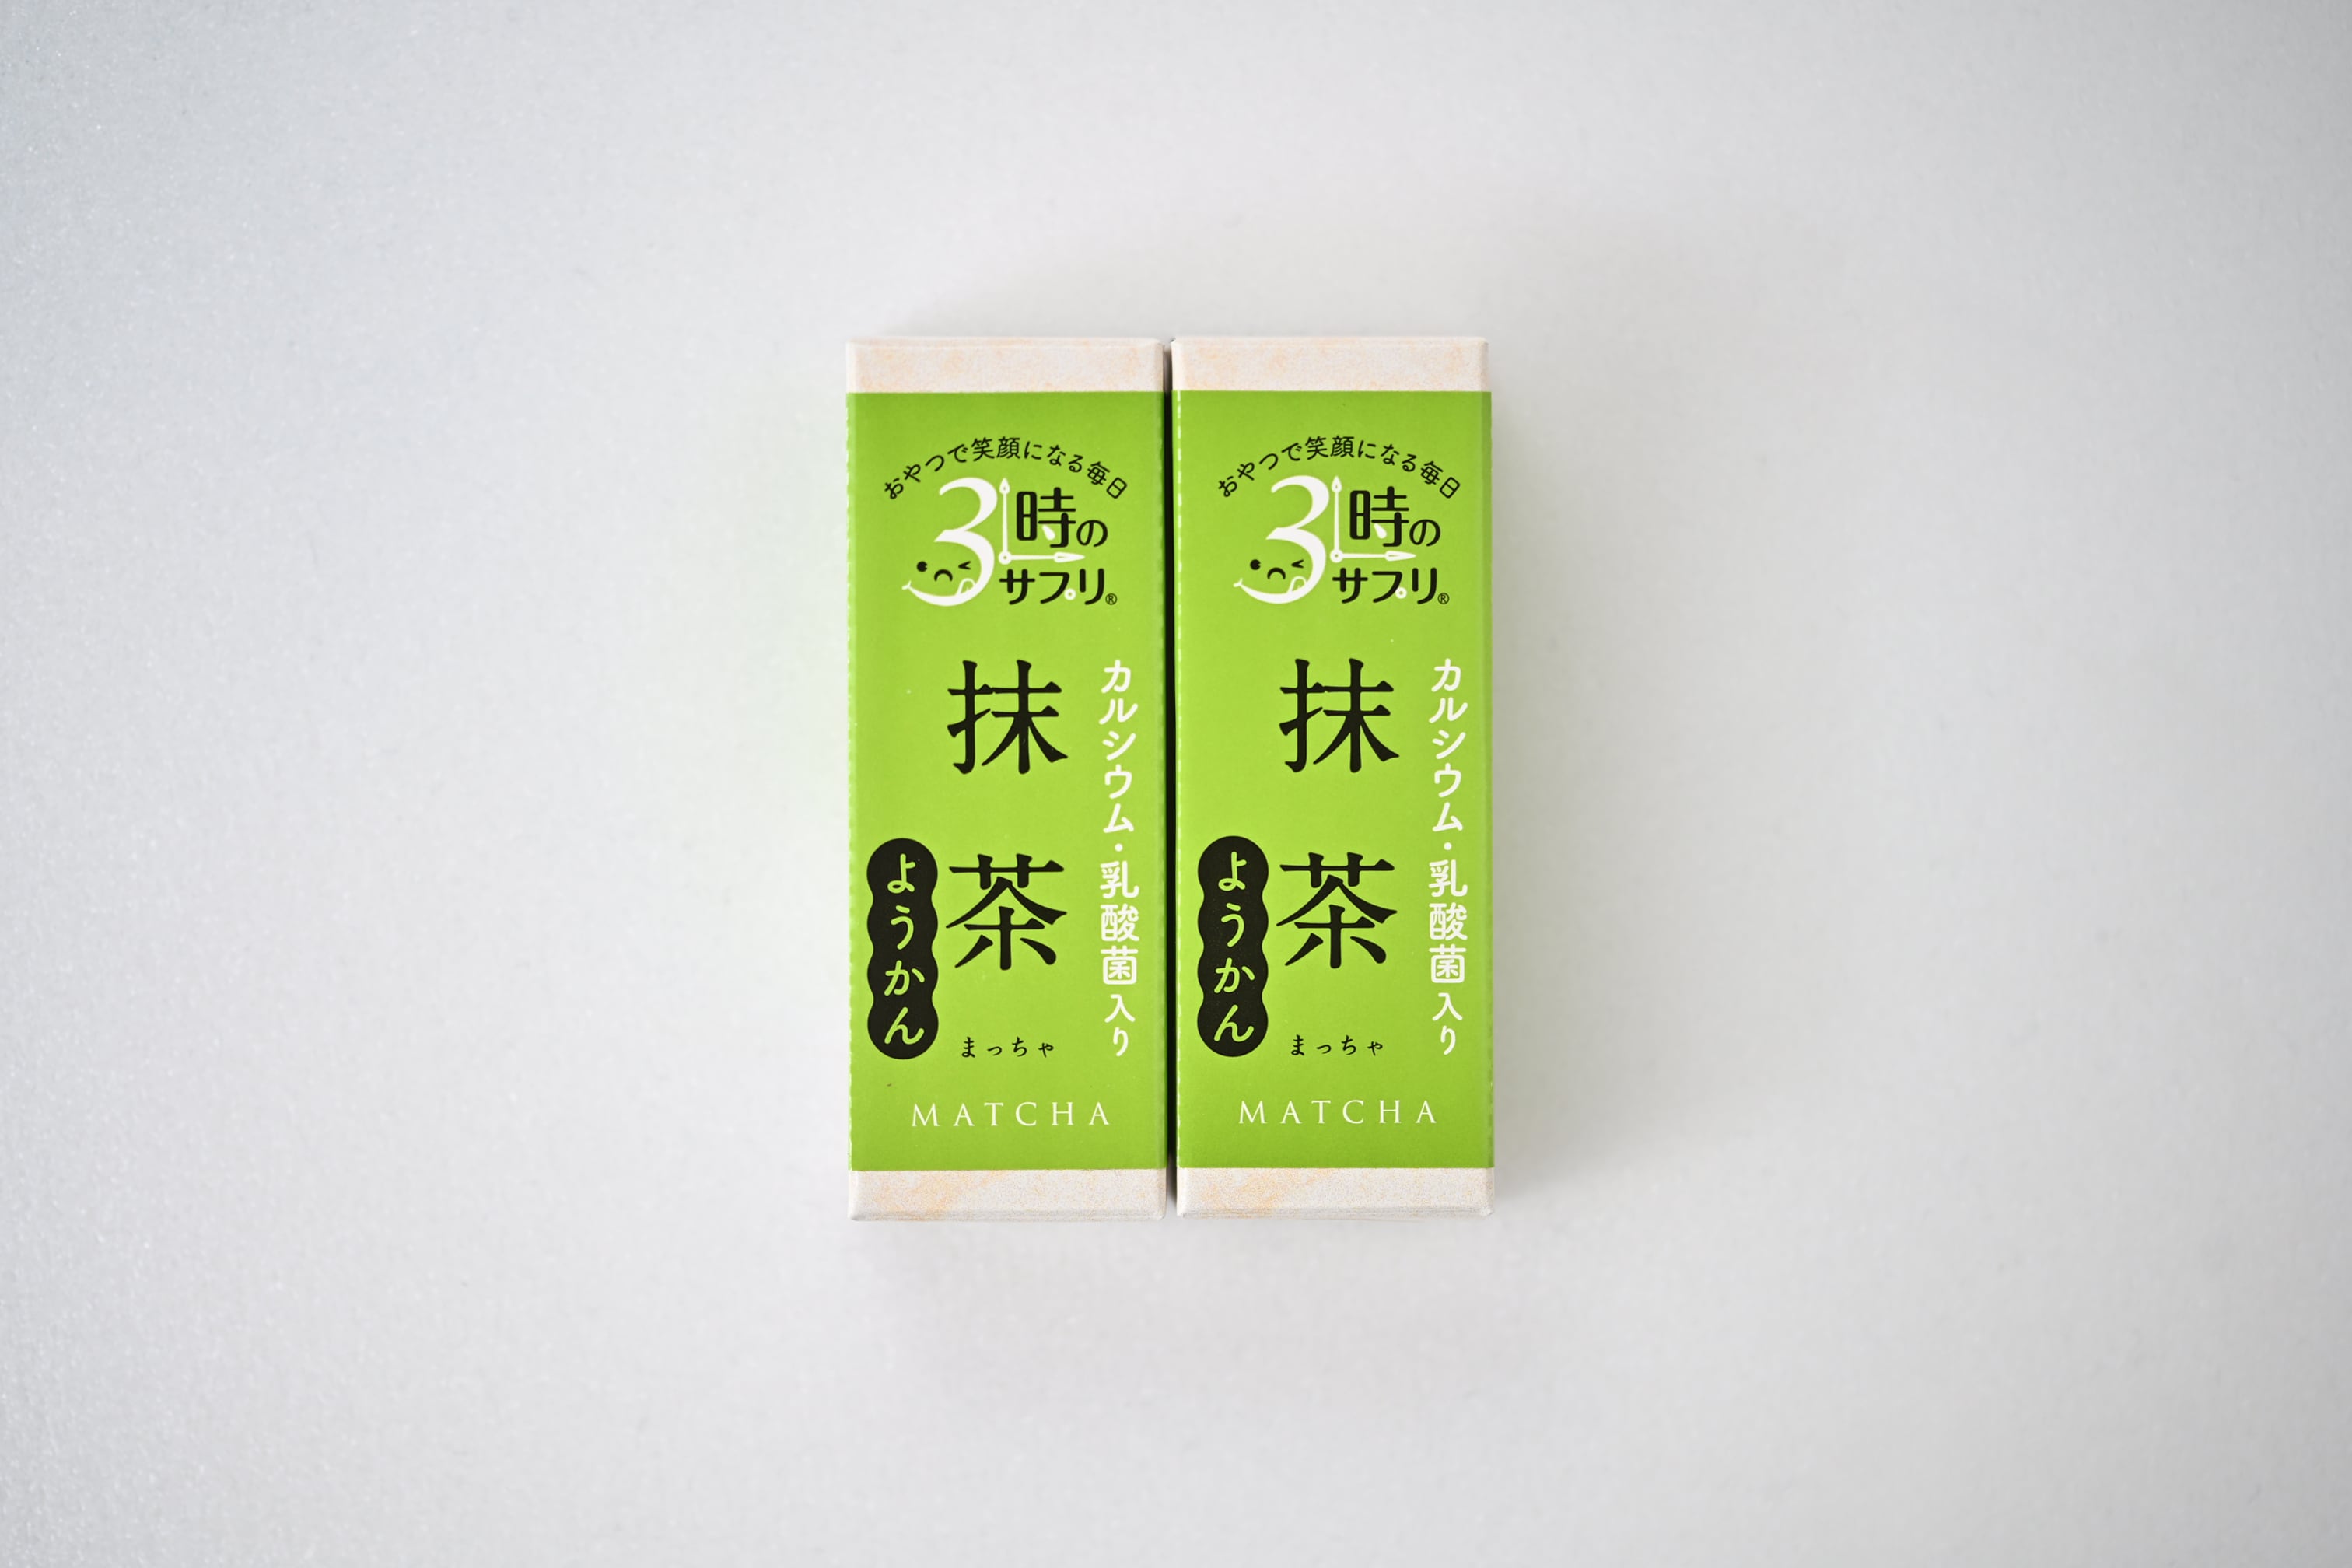 おやつで笑顔になる毎日
3時の
サプリ®
カルシウム・乳酸菌入り
抹茶
ようかん
まっちゃ
MATCHA
おやつで笑顔になる毎日
3時の
サプリ®
カルシウム・乳酸菌入り
抹茶
ようかん
まっちゃ
MATCHA